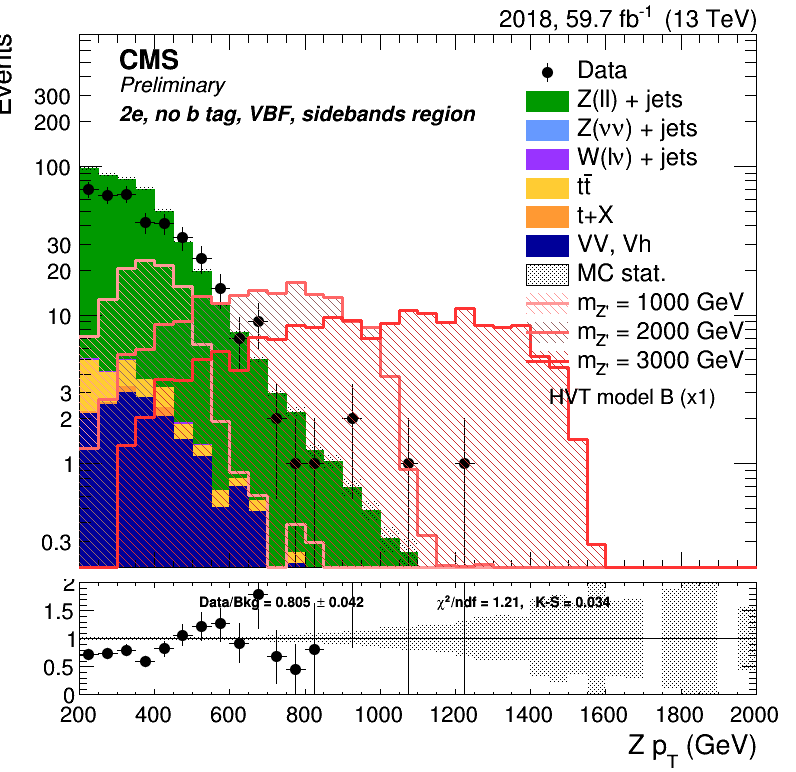 2018, 59.7 fb⁻¹ (13 TeV)
Events
CMS
Preliminary
2e, no b tag, VBF, sidebands region
Data
Z(ll) + jets
Z(νν) + jets
W(lν) + jets
tt̄
t+X
VV, Vh
MC stat.
m_Z' = 1000 GeV
m_Z' = 2000 GeV
m_Z' = 3000 GeV
HVT model B (x1)
300
200
100
30
20
10
3
2
1
0.3
Data/Bkg = 0.805 ± 0.042
χ²/ndf = 1.21, K-S = 0.034
2
1.5
1
0.5
0
200 400 600 800 1000 1200 1400 1600 1800 2000
Z p_T (GeV)